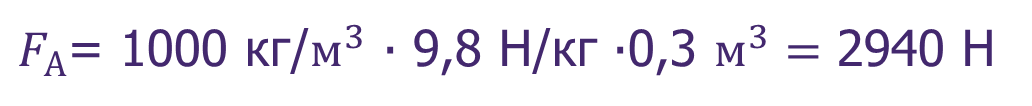 F_A= 1000 кг/м³ · 9,8 Н/кг ·0,3 м³ = 2940 Н